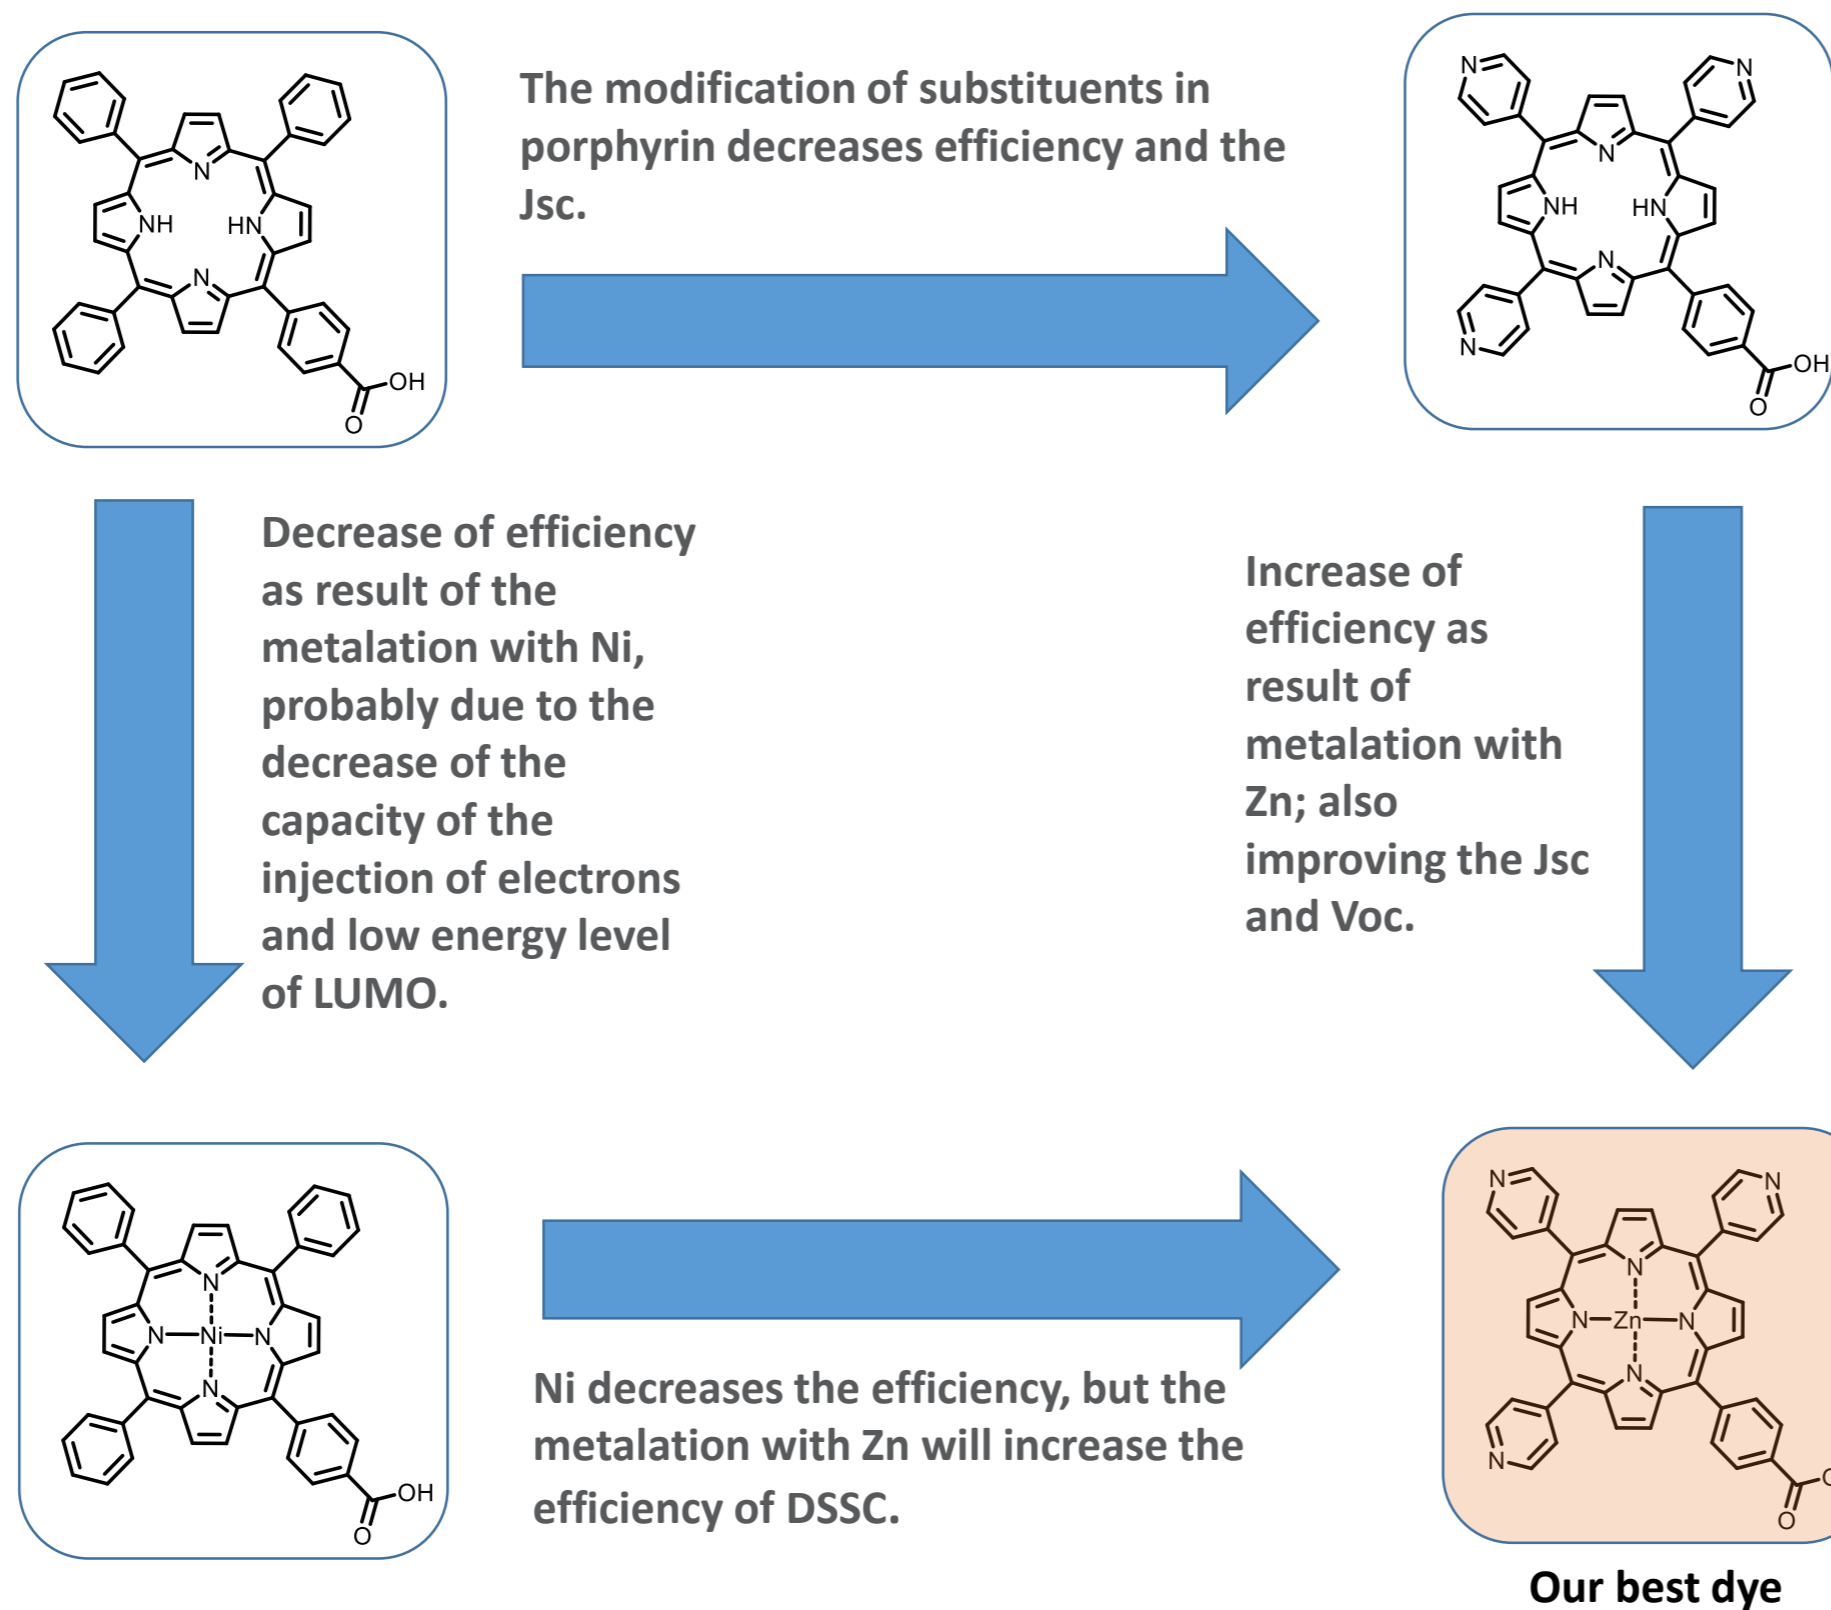 N
N
NH
HN
N
OH
O
The modification of substituents in
porphyrin decreases efficiency and the
Jsc.
N
N
N
NH
HN
N
N
OH
O
Decrease of efficiency
as result of the
metalation with Ni,
probably due to the
decrease of the
capacity of the
injection of electrons
and low energy level
of LUMO.
Increase of
efficiency as
result of
metalation with
Zn; also
improving the Jsc
and Voc.
N
N
Ni
N
N
OH
O
Ni decreases the efficiency, but the
metalation with Zn will increase the
efficiency of DSSC.
N
N
N
N
Zn
N
N
N
O
Our best dye